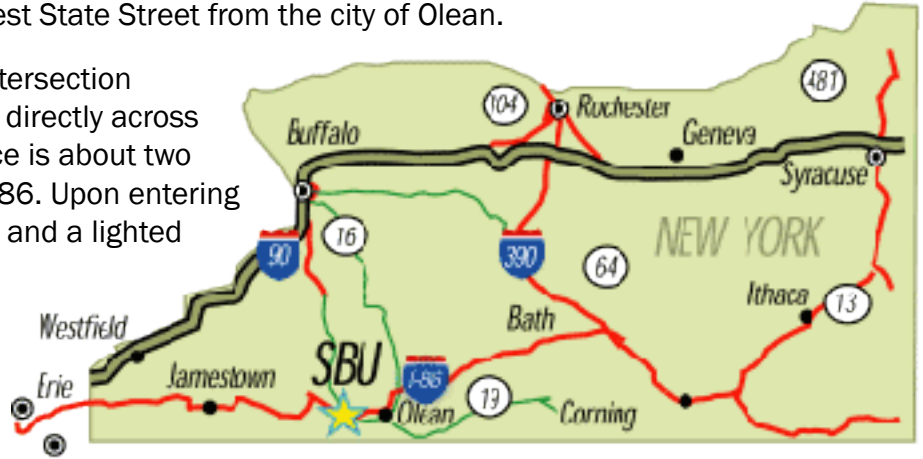 est State Street from the city of Olean.
tersection
directly across
ce is about two
86. Upon entering
and a lighted
104
Rochester
481
Buffalo
Geneva
Syracuse
16
90
390
64
NEW YORK
Ithaca
13
Westfield
Bath
SBU
Erie
Jamestown
I-86
Olean
19
Corning